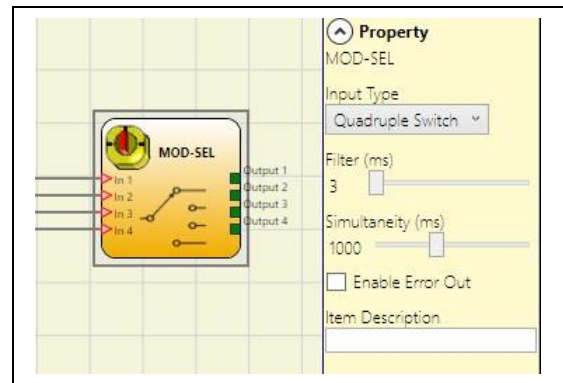 MOD-SEL
In 1
In 2
In 3
In 4
Output 1
Output 2
Output 3
Output 4
Property
MOD-SEL
Input Type
Quadruple Switch
Filter (ms)
3
Simultaneity (ms)
1000
Enable Error Out
Item Description